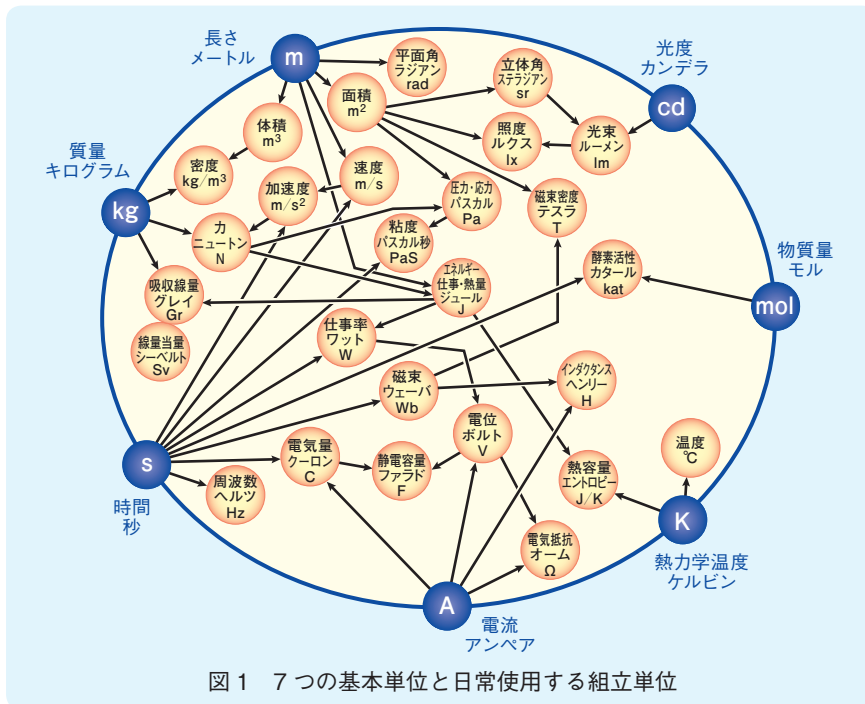 長さ
メートル
m
光度
カンデラ
cd
平面角
ラジアン
rad
立体角
ステラジアン
sr
面積
m²
体積
m³
照度
ルクス
lx
光束
ルーメン
lm
質量
キログラム
kg
密度
kg/m³
加速度
m/s²
速度
m/s
圧力・応力
パスカル
Pa
磁束密度
テスラ
T
力
ニュートン
N
粘度
パスカル秒
PaS
物質量
モル
mol
酵素活性
カタール
kat
エネルギー
仕事・熱量
ジュール
J
吸収線量
グレイ
Gr
線量当量
シーベルト
Sv
仕事率
ワット
W
磁束
ウェーバ
Wb
インダクタンス
ヘンリー
H
電位
ボルト
V
温度
℃
s
時間
秒
電気量
クーロン
C
静電容量
ファラド
F
熱容量
エントロピー
J/K
周波数
ヘルツ
Hz
K
熱力学温度
ケルビン
電気抵抗
オーム
Ω
A
電流
アンペア
図1 7つの基本単位と日常使用する組立単位